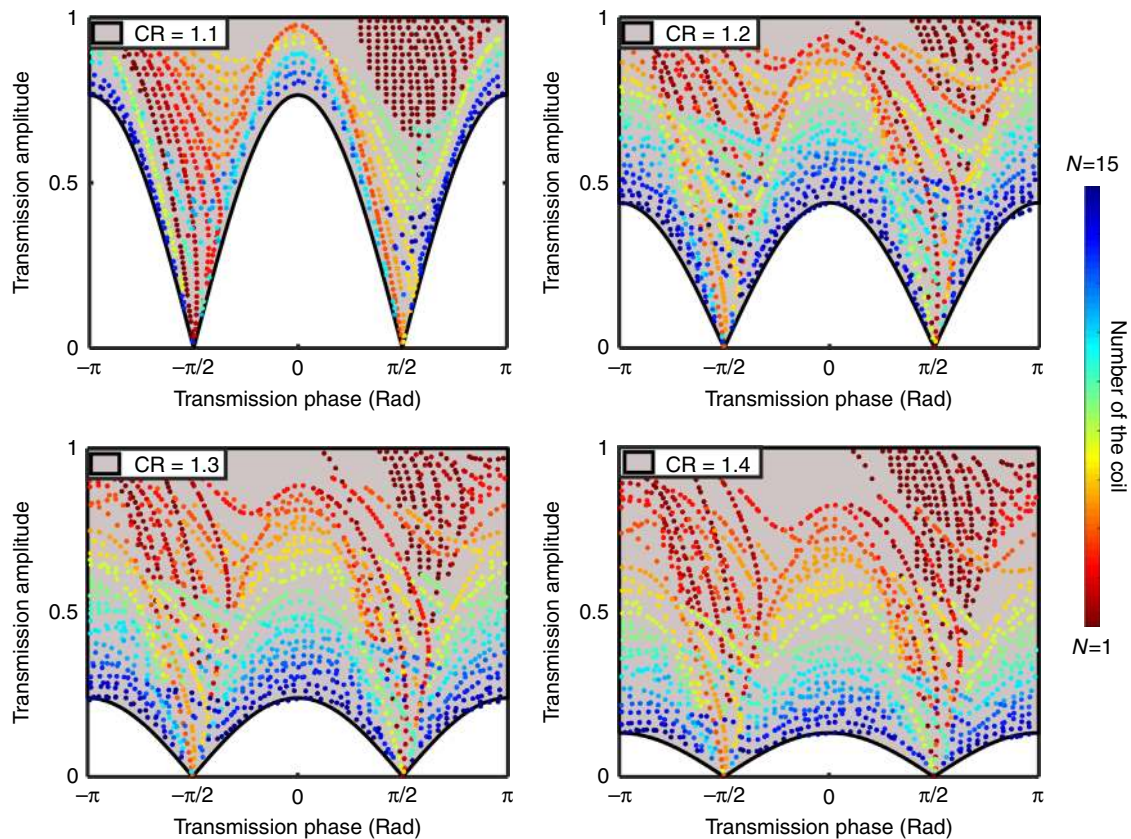 1
CR = 1.1
0.5
0
Transmission amplitude
−π
−π/2
0
π/2
π
Transmission phase (Rad)
1
CR = 1.2
0.5
0
Transmission amplitude
−π
−π/2
0
π/2
π
Transmission phase (Rad)
1
CR = 1.3
0.5
0
Transmission amplitude
−π
−π/2
0
π/2
π
Transmission phase (Rad)
1
CR = 1.4
0.5
0
Transmission amplitude
−π
−π/2
0
π/2
π
Transmission phase (Rad)
N=15
Number of the coil
N=1